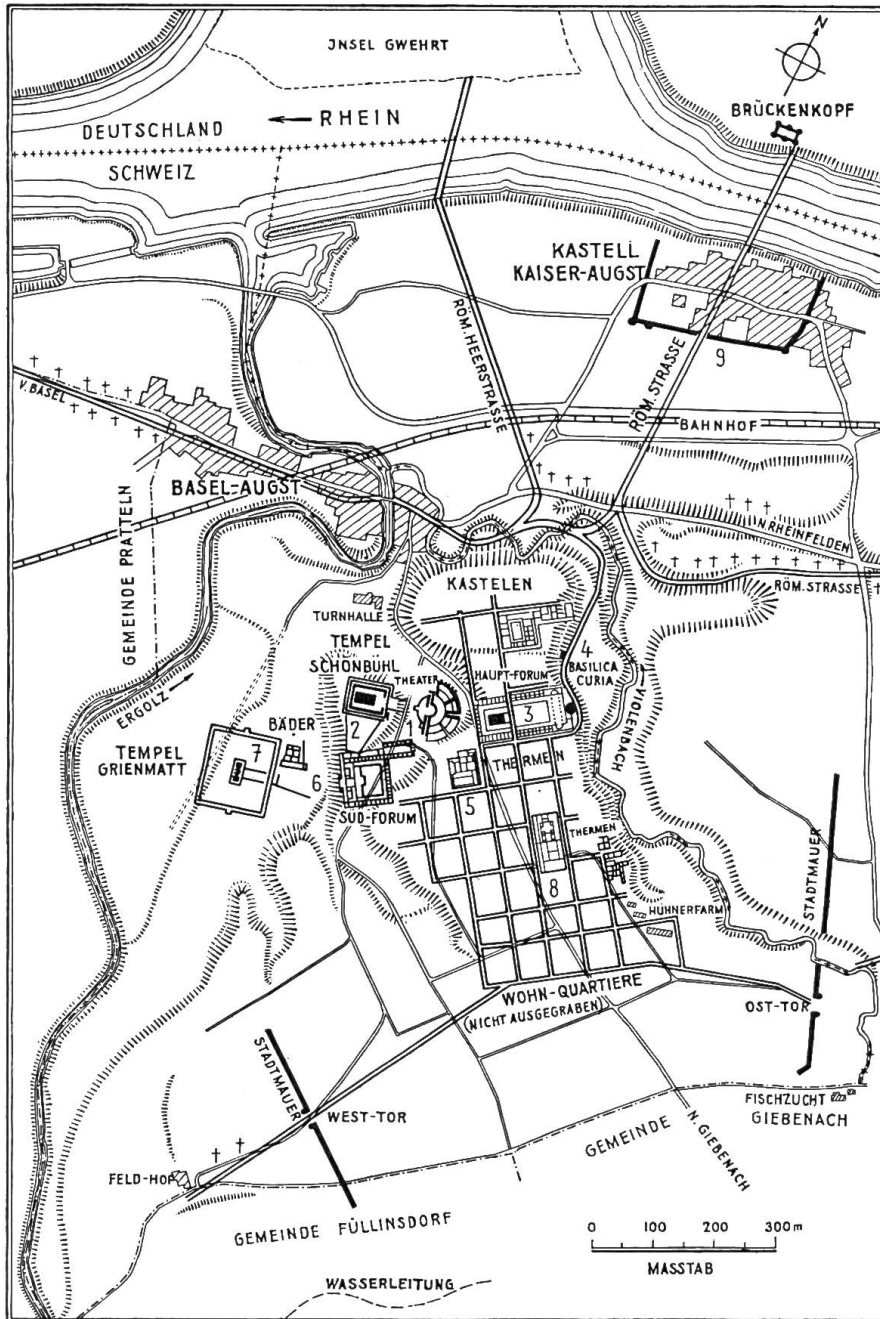 JNSEL GWEHRT
N
BRÜCKENKOPF
DEUTSCHLAND
RHEIN
SCHWEIZ
KASTELL
KAISER-AUGST
9
RÖM. HEERSTRASSE
RÖM. STRASSE
V. BASEL
BAHNHOF
BASEL-AUGST
GEMEINDE PRATTELN
N. RHEINFELDEN
RÖM. STRASSE
KASTELEN
TURNHALLE
TEMPEL
SCHÖNBÜHL
THEATER
HAUPT-FORUM
4
BASILICA
CURIA
VIOLENBACH
ERGOLZ
BÄDER
TEMPEL
GRIENMATT
7
6
2
1
3
SÜD-FORUM
THERMEN
5
THERMEN
8
HÜHNERFARM
STADTMAUER
WOHN-QUARTIERE
(NICHT AUSGEGRABEN)
OST-TOR
STADTMAUER
WEST-TOR
FISCHZUCHT
GIEBENACH
FELD-HOF
GEMEINDE
N. GIEBENACH
GEMEINDE FÜLLINSDORF
0 100 200 300 m
MASSTAB
WASSERLEITUNG